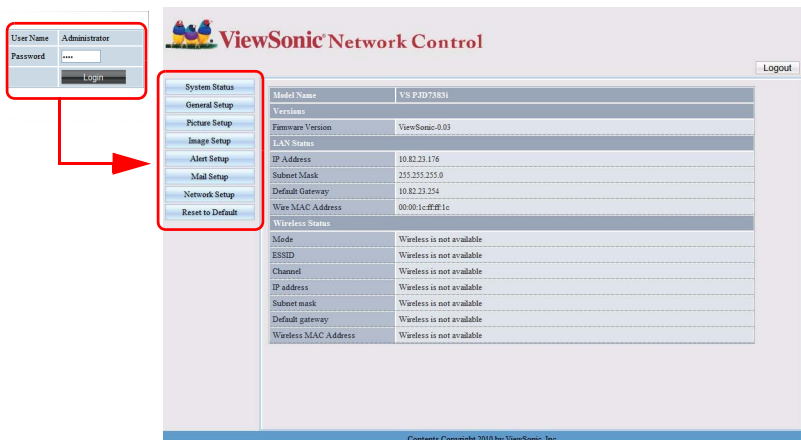 User Name Administrator
Password ••••
Login
ViewSonic® Network Control
Logout
System Status
General Setup
Picture Setup
Image Setup
Alert Setup
Mail Setup
Network Setup
Reset to Default
Model Name VS PJD7383i
Versions
Firmware Version ViewSonic-0.03
LAN Status
IP Address 10.82.23.176
Subnet Mask 255.255.255.0
Default Gateway 10.82.23.254
Wire MAC Address 00:00:1c:ff:ff:1c
Wireless Status
Mode Wireless is not available
ESSID Wireless is not available
Channel Wireless is not available
IP address Wireless is not available
Subnet mask Wireless is not available
Default gateway Wireless is not available
Wireless MAC Address Wireless is not available
Contents Copyright 2010 by ViewSonic, Inc.